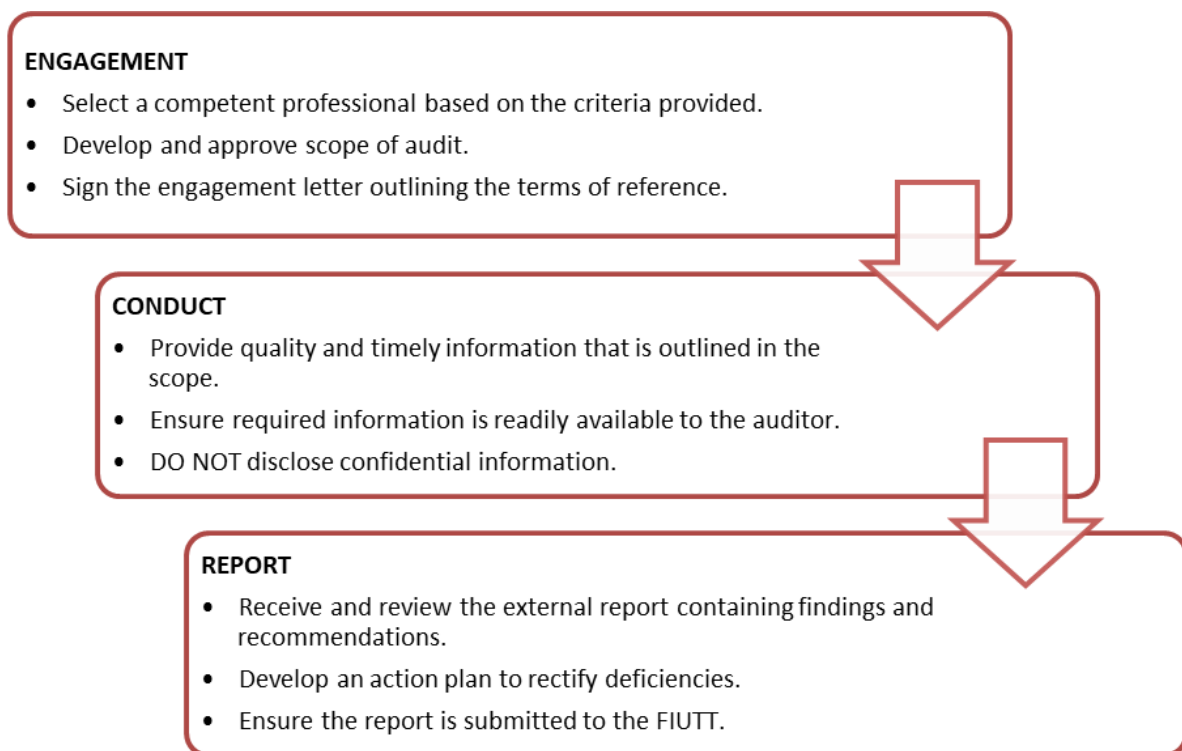 ENGAGEMENT
• Select a competent professional based on the criteria provided.
• Develop and approve scope of audit.
• Sign the engagement letter outlining the terms of reference.
CONDUCT
• Provide quality and timely information that is outlined in the
scope.
• Ensure required information is readily available to the auditor.
• DO NOT disclose confidential information.
REPORT
• Receive and review the external report containing findings and
recommendations.
• Develop an action plan to rectify deficiencies.
• Ensure the report is submitted to the FIUTT.